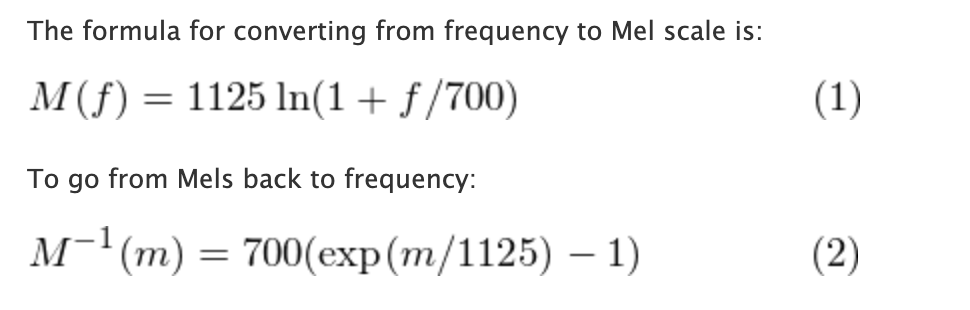 The formula for converting from frequency to Mel scale is:
M(f) = 1125 ln(1 + f/700) (1)
To go from Mels back to frequency:
M⁻¹(m) = 700(exp(m/1125) − 1) (2)